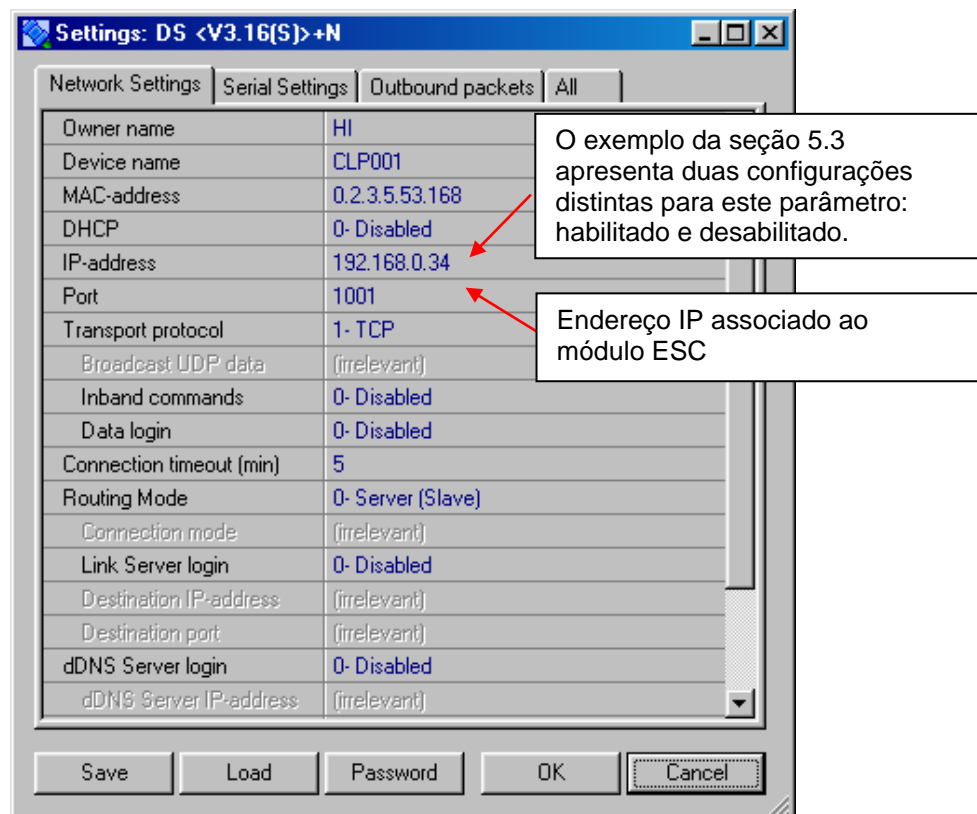 Settings: DS <V3.16(S)>+N
Network Settings Serial Settings Outbound packets All
Owner name HI
Device name CLP001
MAC-address 0.2.3.5.53.168
DHCP 0- Disabled
IP-address 192.168.0.34
Port 1001
Transport protocol 1- TCP
Broadcast UDP data (irrelevant)
Inband commands 0- Disabled
Data login 0- Disabled
Connection timeout (min) 5
Routing Mode 0- Server (Slave)
Connection mode (irrelevant)
Link Server login 0- Disabled
Destination IP-address (irrelevant)
Destination port (irrelevant)
dDNS Server login 0- Disabled
dDNS Server IP-address (irrelevant)
Save Load Password OK Cancel
O exemplo da seção 5.3
apresenta duas configurações
distintas para este parâmetro:
habilitado e desabilitado.
Endereço IP associado ao
módulo ESC